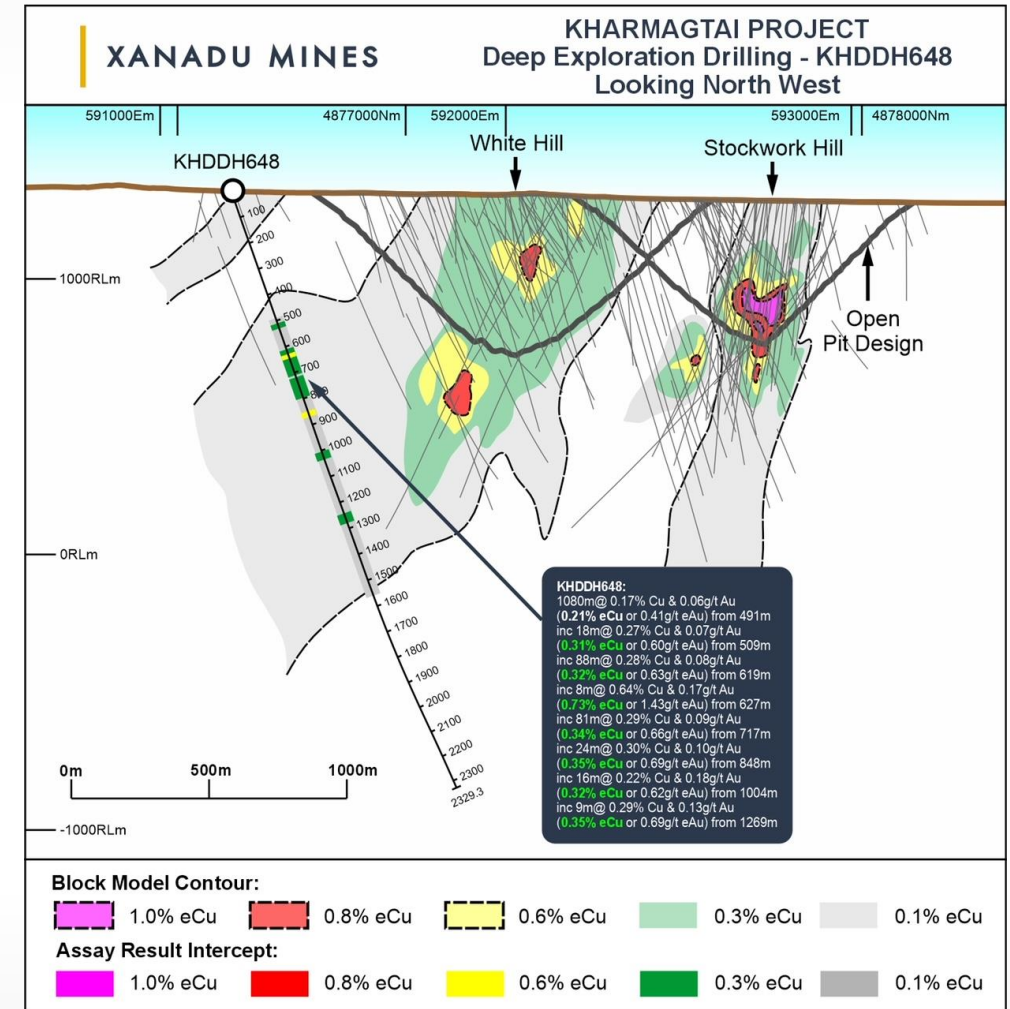 XANADU MINES
KHARMAGTAI PROJECT
Deep Exploration Drilling - KHDDH648
Looking North West
591000Em
4877000Nm
592000Em
593000Em
4878000Nm
KHDDH648
White Hill
Stockwork Hill
Open
Pit Design
1000RLm
0RLm
-1000RLm
100
200
300
400
500
600
700
800
900
1000
1100
1200
1300
1400
1500
1600
1700
1800
1900
2000
2100
2200
2300
2329.3
KHDDH648:
1080m@ 0.17% Cu & 0.06g/t Au
(0.21% eCu or 0.41g/t eAu) from 491m
inc 18m@ 0.27% Cu & 0.07g/t Au
(0.31% eCu or 0.60g/t eAu) from 509m
inc 88m@ 0.28% Cu & 0.08g/t Au
(0.32% eCu or 0.63g/t eAu) from 619m
inc 8m@ 0.64% Cu & 0.17g/t Au
(0.73% eCu or 1.43g/t eAu) from 627m
inc 81m@ 0.29% Cu & 0.09g/t Au
(0.34% eCu or 0.66g/t eAu) from 717m
inc 24m@ 0.30% Cu & 0.10g/t Au
(0.35% eCu or 0.69g/t eAu) from 848m
inc 16m@ 0.22% Cu & 0.18g/t Au
(0.32% eCu or 0.62g/t eAu) from 1004m
inc 9m@ 0.29% Cu & 0.13g/t Au
(0.35% eCu or 0.69g/t eAu) from 1269m
0m 500m 1000m
Block Model Contour:
1.0% eCu 0.8% eCu 0.6% eCu 0.3% eCu 0.1% eCu
Assay Result Intercept:
1.0% eCu 0.8% eCu 0.6% eCu 0.3% eCu 0.1% eCu